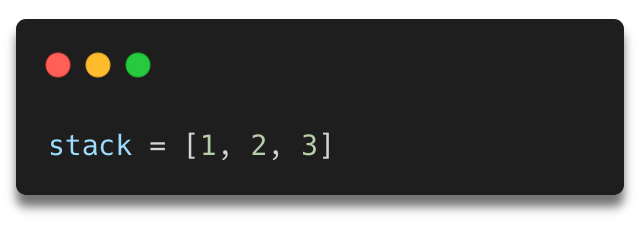 stack = [1, 2, 3]